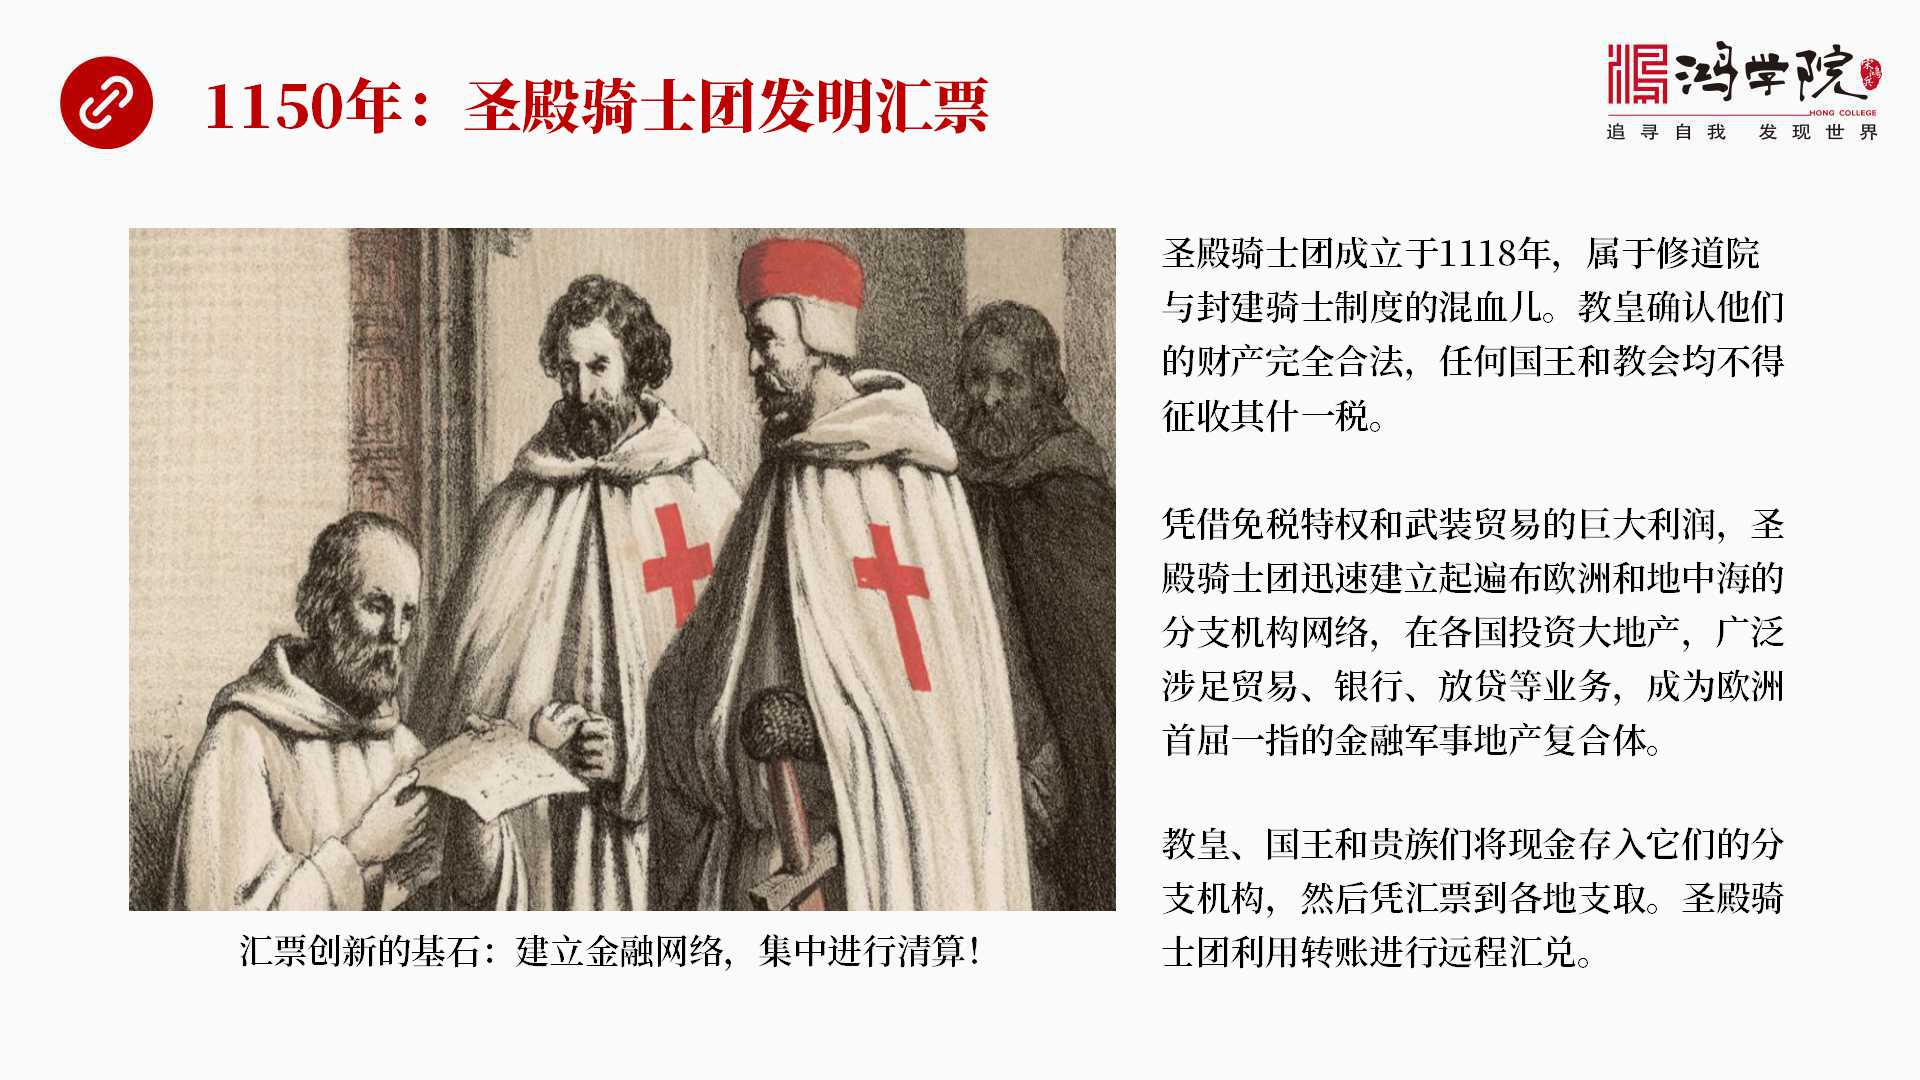 1150年：圣殿骑士团发明汇票
鸿学院
宋鸿兵
HONG COLLEGE
追寻自我 发现世界
圣殿骑士团成立于1118年，属于修道院
与封建骑士制度的混血儿。教皇确认他们
的财产完全合法，任何国王和教会均不得
征收其什一税。
凭借免税特权和武装贸易的巨大利润，圣
殿骑士团迅速建立起遍布欧洲和地中海的
分支机构网络，在各国投资大地产，广泛
涉足贸易、银行、放贷等业务，成为欧洲
首屈一指的金融军事地产复合体。
教皇、国王和贵族们将现金存入它们的分
支机构，然后凭汇票到各地支取。圣殿骑
士团利用转账进行远程汇兑。
汇票创新的基石：建立金融网络，集中进行清算！